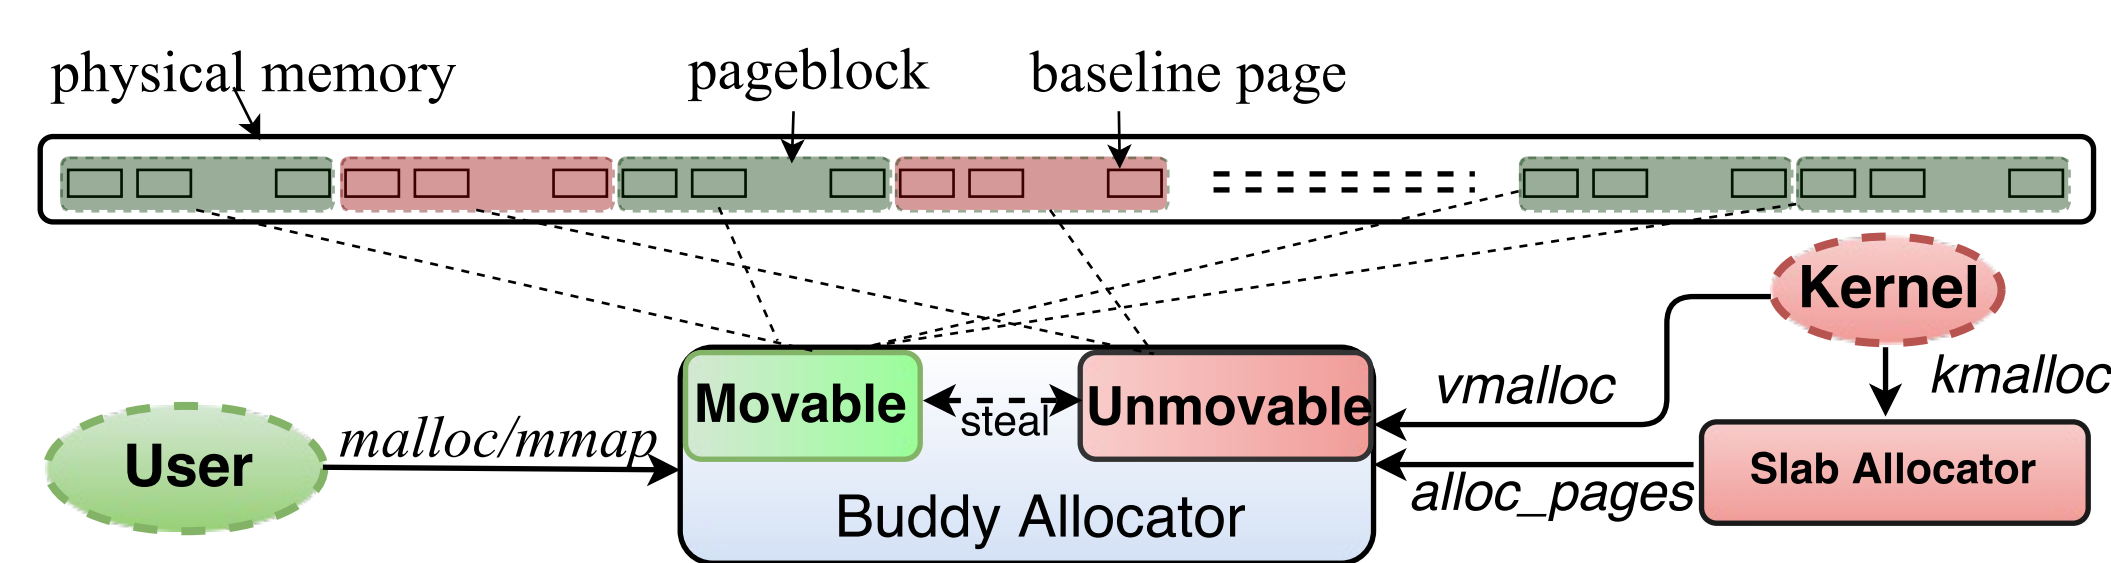 physical memory
pageblock
baseline page
Kernel
kmalloc
vmalloc
Movable
steal
Unmovable
User
malloc/mmap
Slab Allocator
alloc_pages
Buddy Allocator